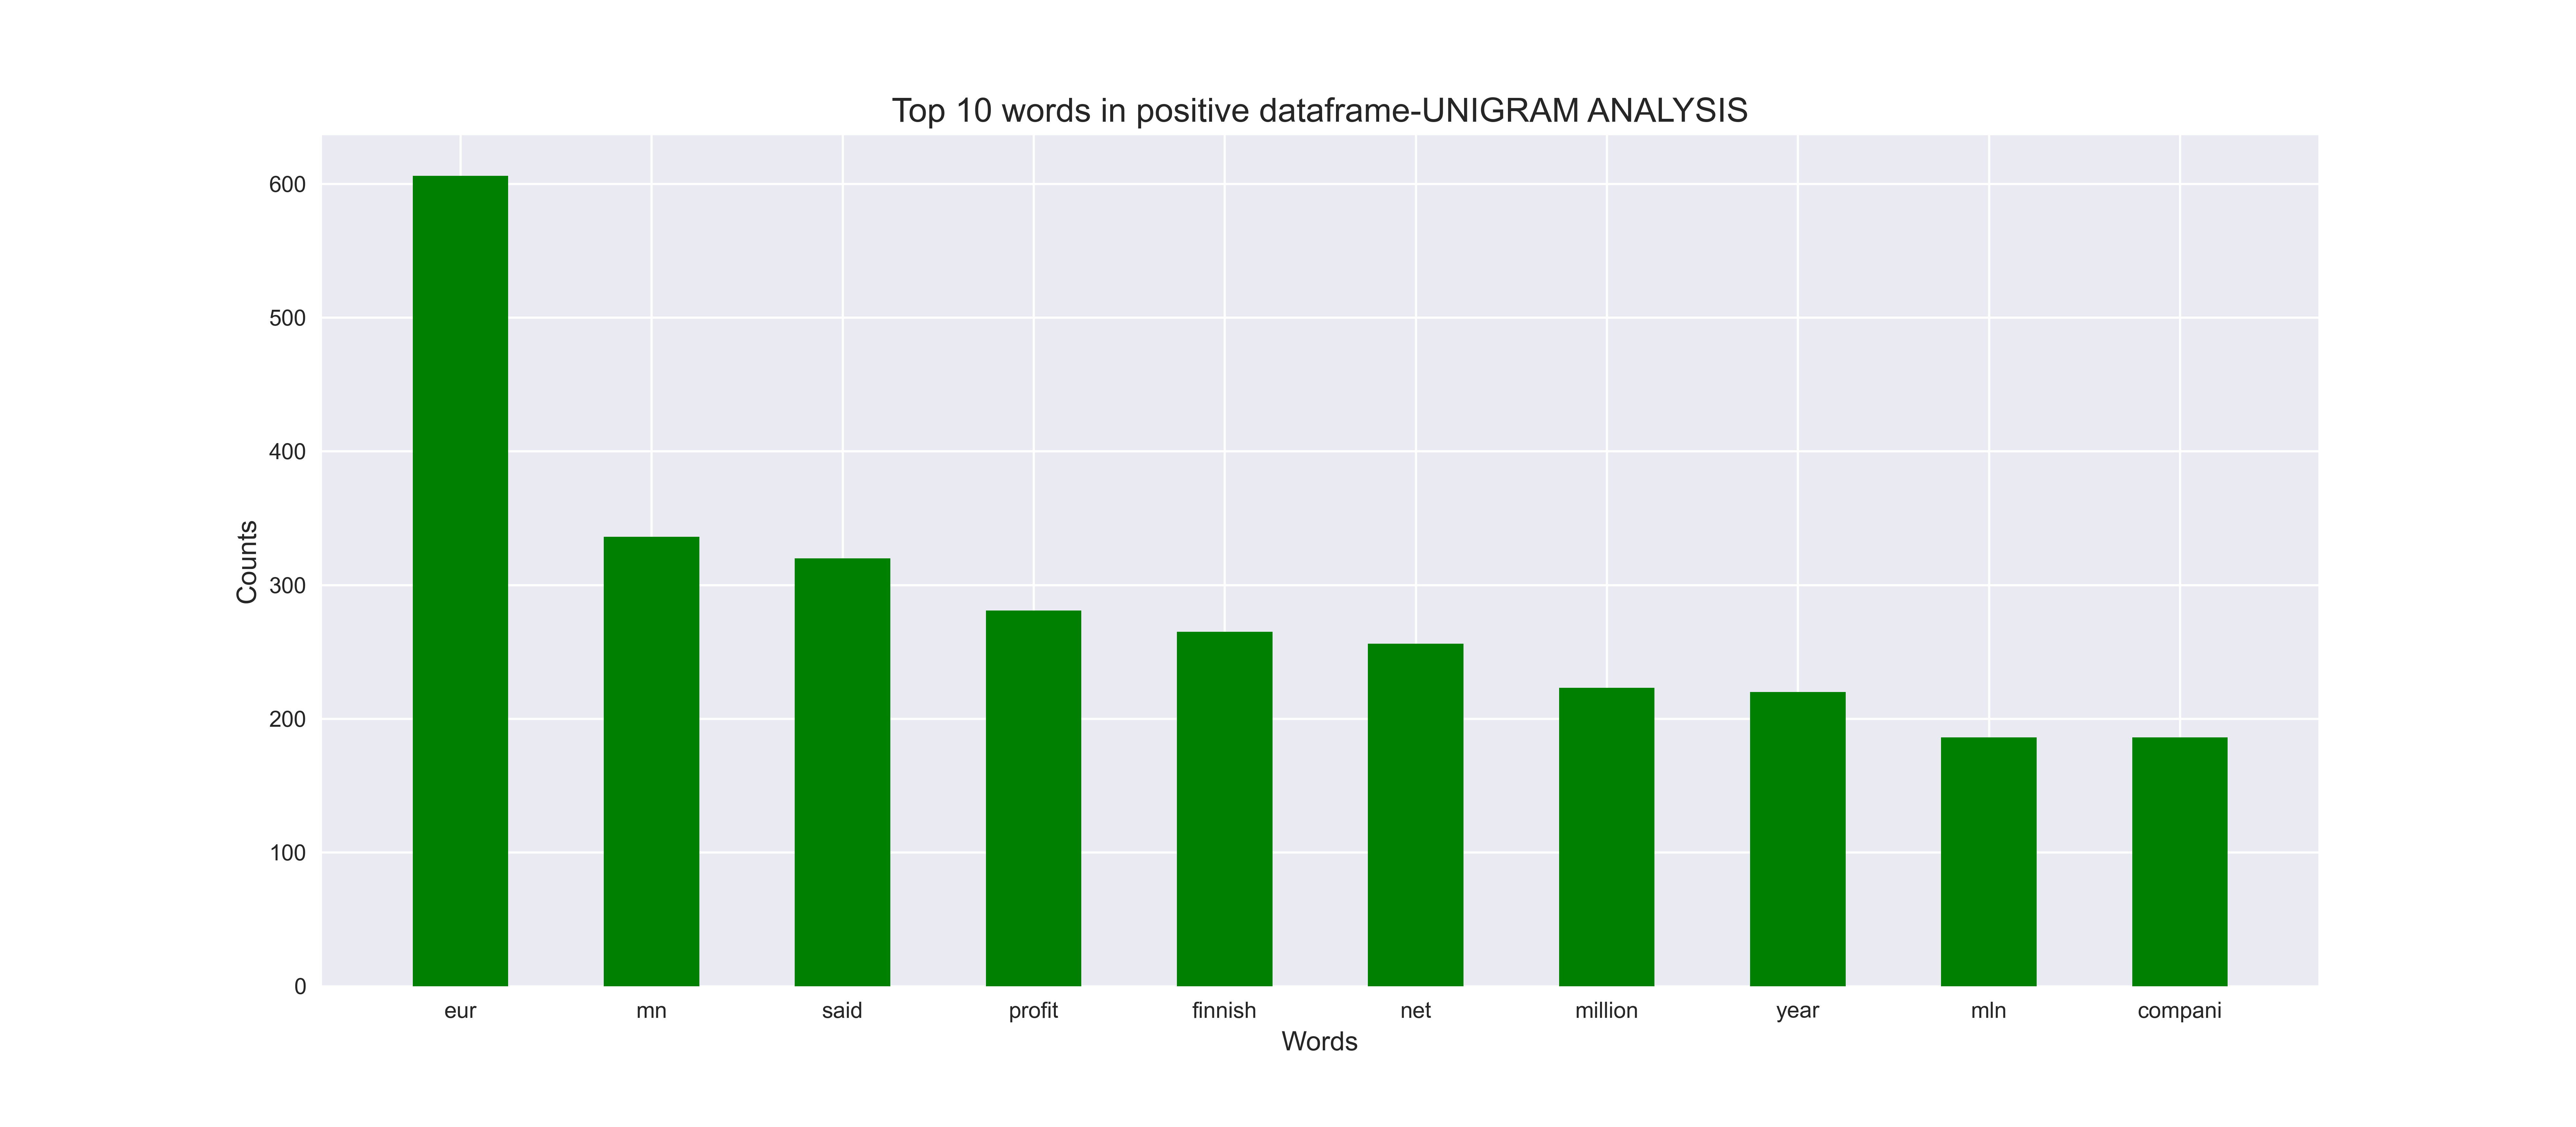 Top 10 words in positive dataframe-UNIGRAM ANALYSIS
600
500
400
300
200
100
0
Counts
eur mn said profit finnish net million year mln compani
Words